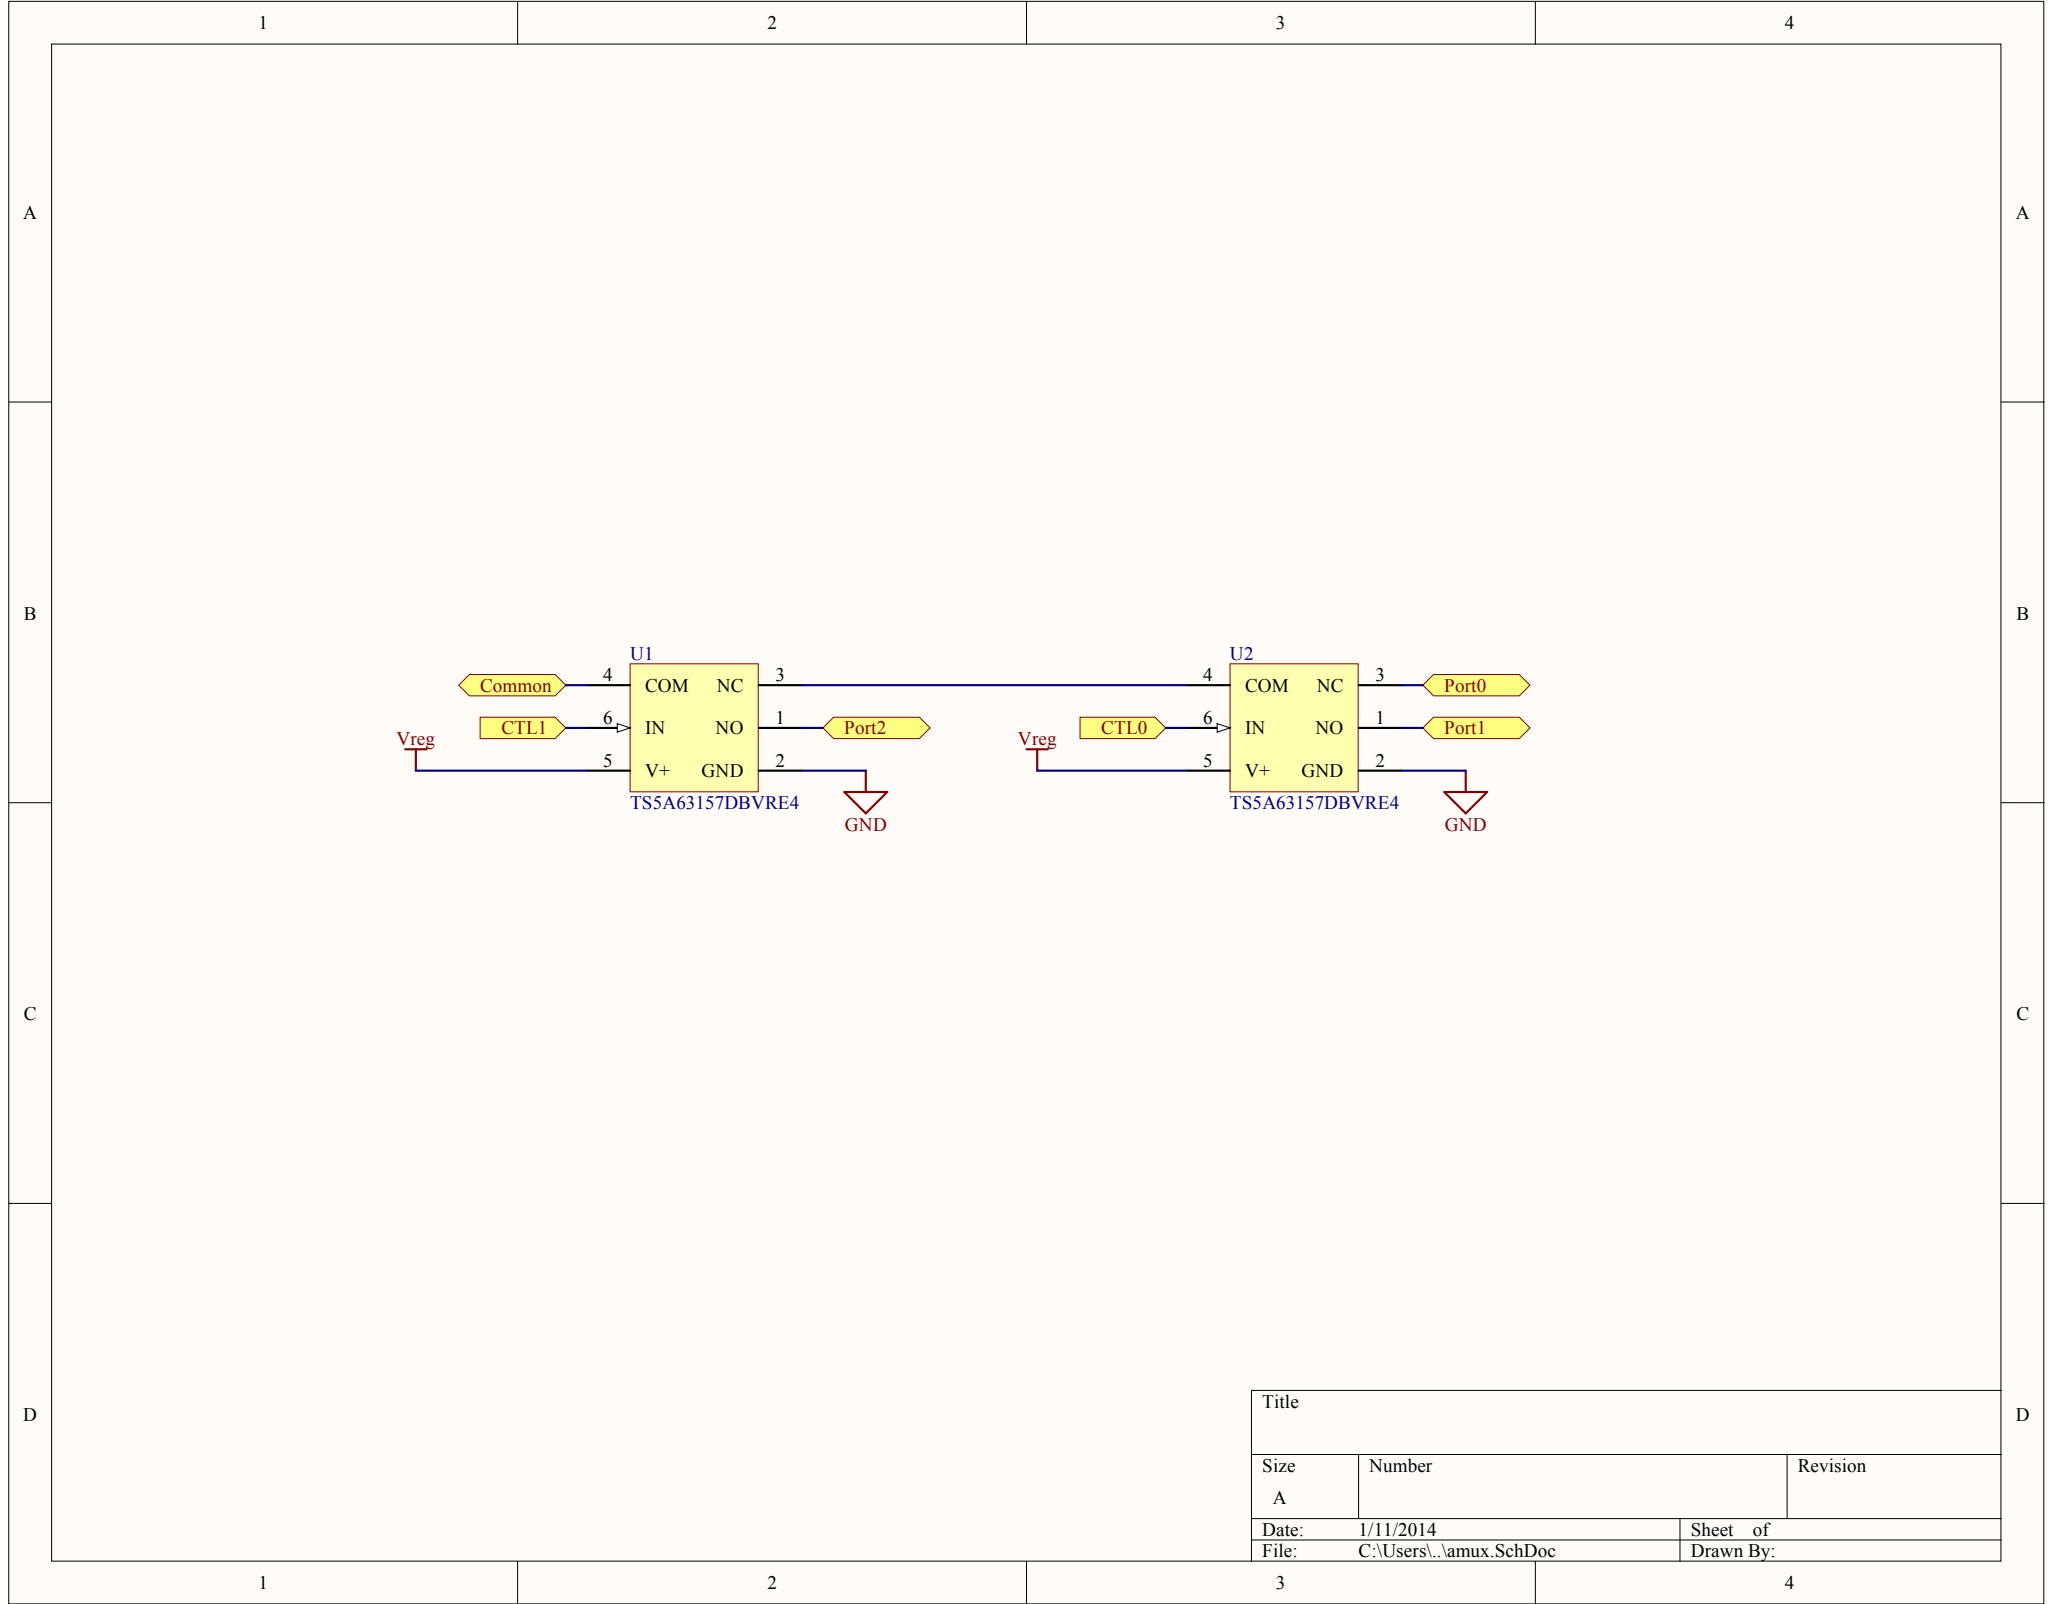 1 2 3 4
A A
B B
U1 U2
Common 4 COM NC 3 4 COM NC 3 Port0
CTL1 6 IN NO 1 Port2 CTL0 6 IN NO 1 Port1
Vreg Vreg
5 V+ GND 2 5 V+ GND 2
TS5A63157DBVRE4 TS5A63157DBVRE4
GND GND
C C
D D
Title
Size Number Revision
A
Date: 1/11/2014 Sheet of
File: C:\Users\..\amux.SchDoc Drawn By:
1 2 3 4